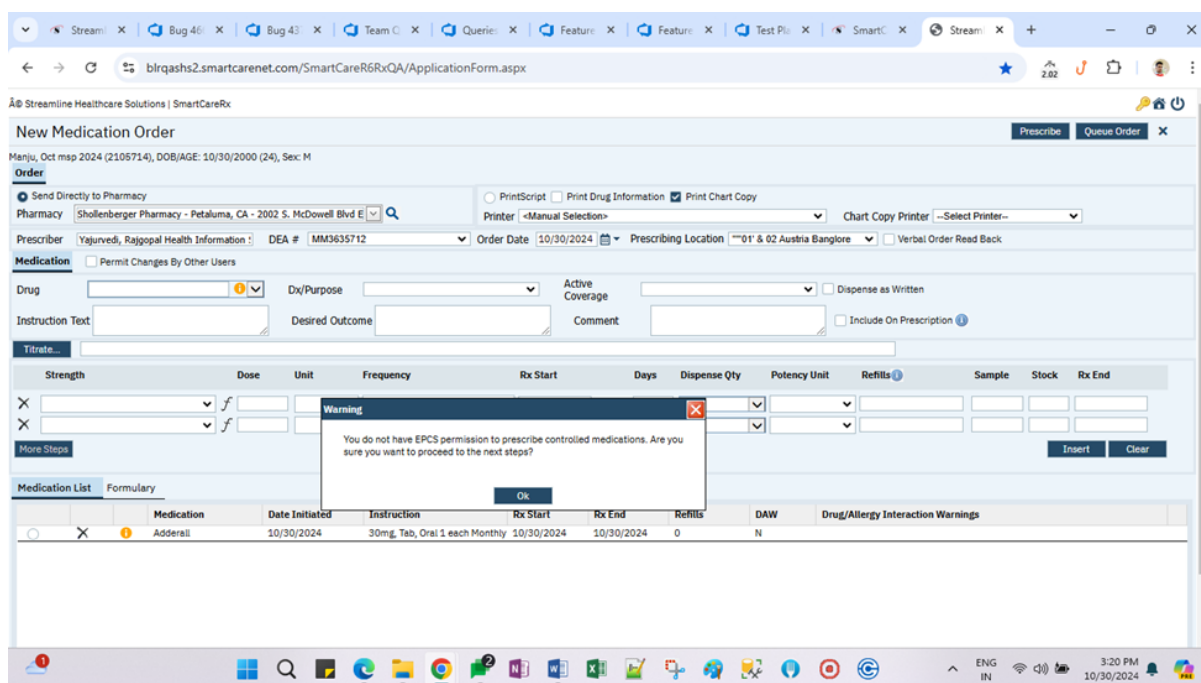 Streaml
Bug 46
Bug 43
Team Q
Queries
Feature
Feature
Test Pla
SmartC
Streaml
blrqashs2.smartcarenet.com/SmartCareR6RxQA/ApplicationForm.aspx
2.02
Â© Streamline Healthcare Solutions | SmartCareRx
New Medication Order
Prescribe Queue Order
Manju, Oct msp 2024 (2105714), DOB/AGE: 10/30/2000 (24), Sex: M
Order
Send Directly to Pharmacy PrintScript Print Drug Information Print Chart Copy
Pharmacy Shollenberger Pharmacy - Petaluma, CA - 2002 S. McDowell Blvd E Printer <Manual Selection> Chart Copy Printer --Select Printer--
Prescriber Yajurvedi, Rajgopal Health Information DEA # MM3635712 Order Date 10/30/2024 Prescribing Location ""01' & 02 Austria Banglore Verbal Order Read Back
Medication Permit Changes By Other Users
Drug Dx/Purpose Active Coverage Dispense as Written
Instruction Text Desired Outcome Comment Include On Prescription
Titrate...
Strength Dose Unit Frequency Rx Start Days Dispense Qty Potency Unit Refills Sample Stock Rx End
Warning
You do not have EPCS permission to prescribe controlled medications. Are you
sure you want to proceed to the next steps?
Ok
More Steps Insert Clear
Medication List Formulary
Medication Date Initiated Instruction Rx Start Rx End Refills DAW Drug/Allergy Interaction Warnings
Adderall 10/30/2024 30mg, Tab, Oral 1 each Monthly 10/30/2024 10/30/2024 0 N
1
2
ENG
IN
3:20 PM
10/30/2024